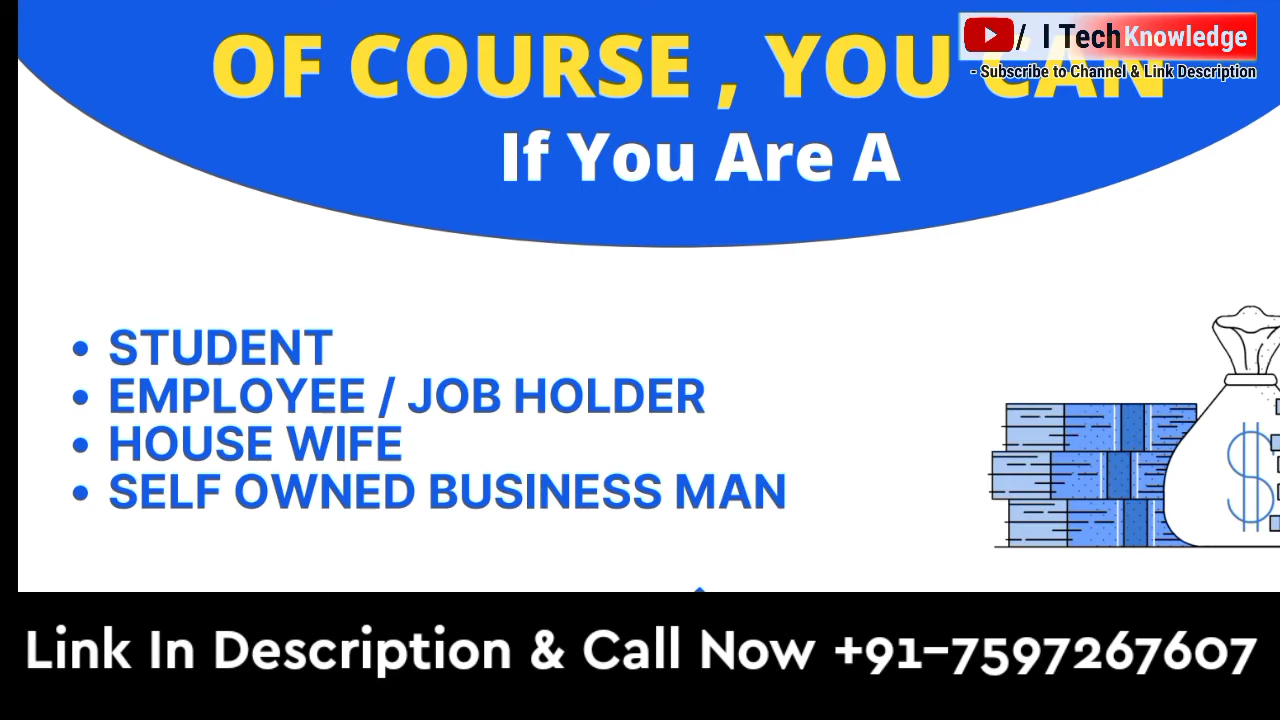 OF COURSE , YOU CAN
/ I Tech Knowledge
- Subscribe to Channel & Link Description
If You Are A
• STUDENT
• EMPLOYEE / JOB HOLDER
• HOUSE WIFE
• SELF OWNED BUSINESS MAN
$
Link In Description & Call Now +91-7597267607